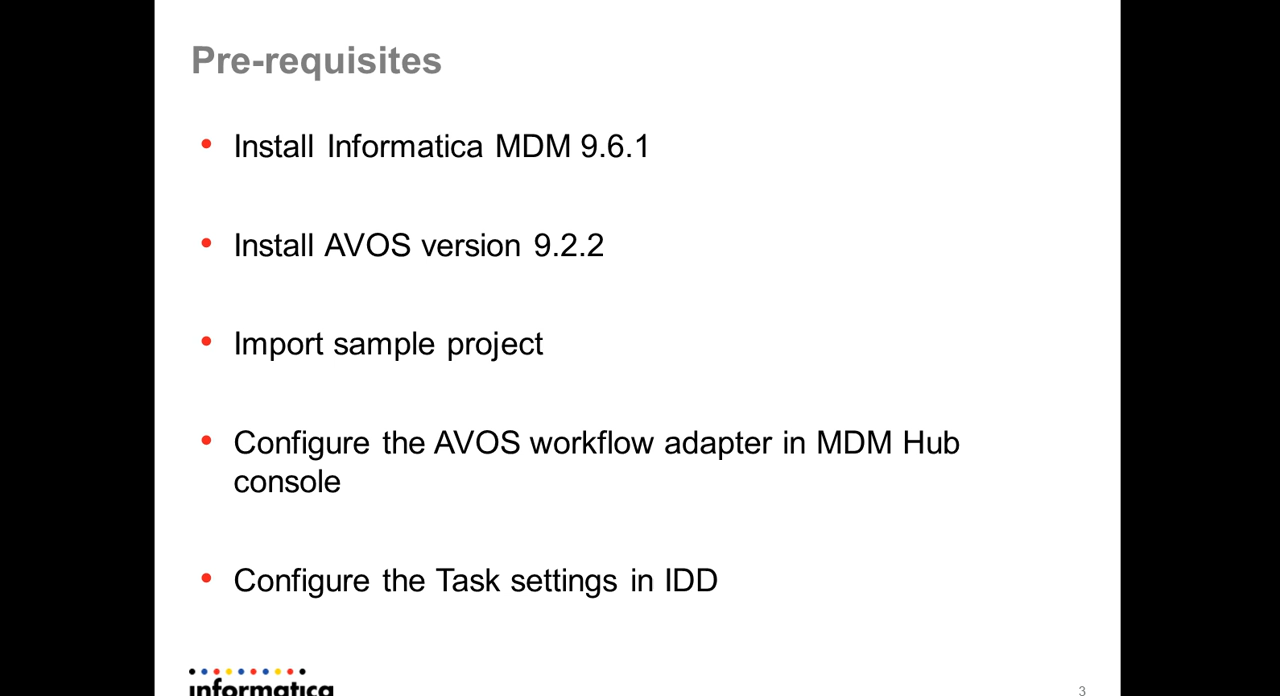 Pre-requisites
• Install Informatica MDM 9.6.1
• Install AVOS version 9.2.2
• Import sample project
• Configure the AVOS workflow adapter in MDM Hub
console
• Configure the Task settings in IDD
informatica
3